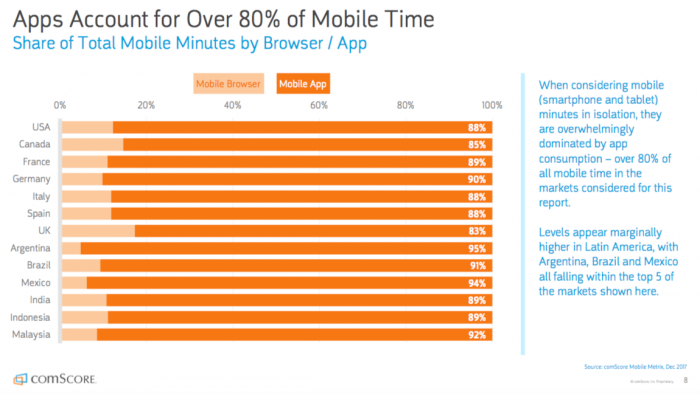 Apps Account for Over 80% of Mobile Time
Share of Total Mobile Minutes by Browser / App
Mobile Browser Mobile App
0% 20% 40% 60% 80% 100%
USA 88%
Canada 85%
France 89%
Germany 90%
Italy 88%
Spain 88%
UK 83%
Argentina 95%
Brazil 91%
Mexico 94%
India 89%
Indonesia 89%
Malaysia 92%
When considering mobile
(smartphone and tablet)
minutes in isolation, they
are overwhelmingly
dominated by app
consumption – over 80% of
all mobile time in the
markets considered for this
report.
Levels appear marginally
higher in Latin America, with
Argentina, Brazil and Mexico
all falling within the top 5 of
the markets shown here.
Source: comScore Mobile Metrix, Dec 2017
comScore
8